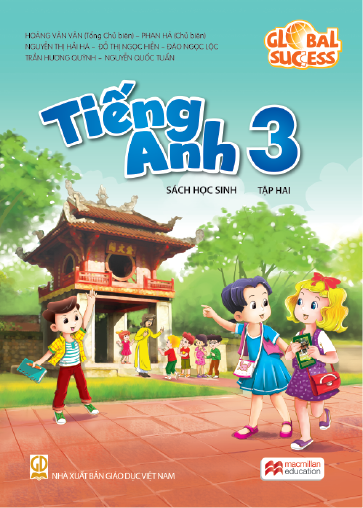 HOÀNG VĂN VÂN (Tổng Chủ biên) – PHAN HÀ (Chủ biên)
NGUYỄN THỊ HẢI HÀ – ĐỖ THỊ NGỌC HIỀN – ĐÀO NGỌC LỘC
TRẦN HƯƠNG QUỲNH – NGUYỄN QUỐC TUẤN
GLOBAL
SUCCESS
Tiếng
Anh 3
SÁCH HỌC SINH TẬP HAI
NHÀ XUẤT BẢN GIÁO DỤC VIỆT NAM
macmillan
education